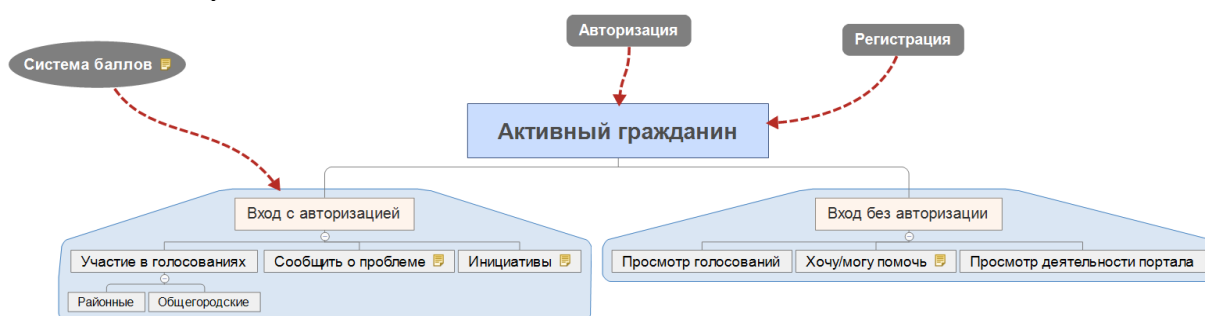 Авторизация
Регистрация
Система баллов
Активный гражданин
Вход с авторизацией
Вход без авторизации
Участие в голосованиях
Сообщить о проблеме
Инициативы
Просмотр голосований
Хочу/могу помочь
Просмотр деятельности портала
Районные
Общегородские